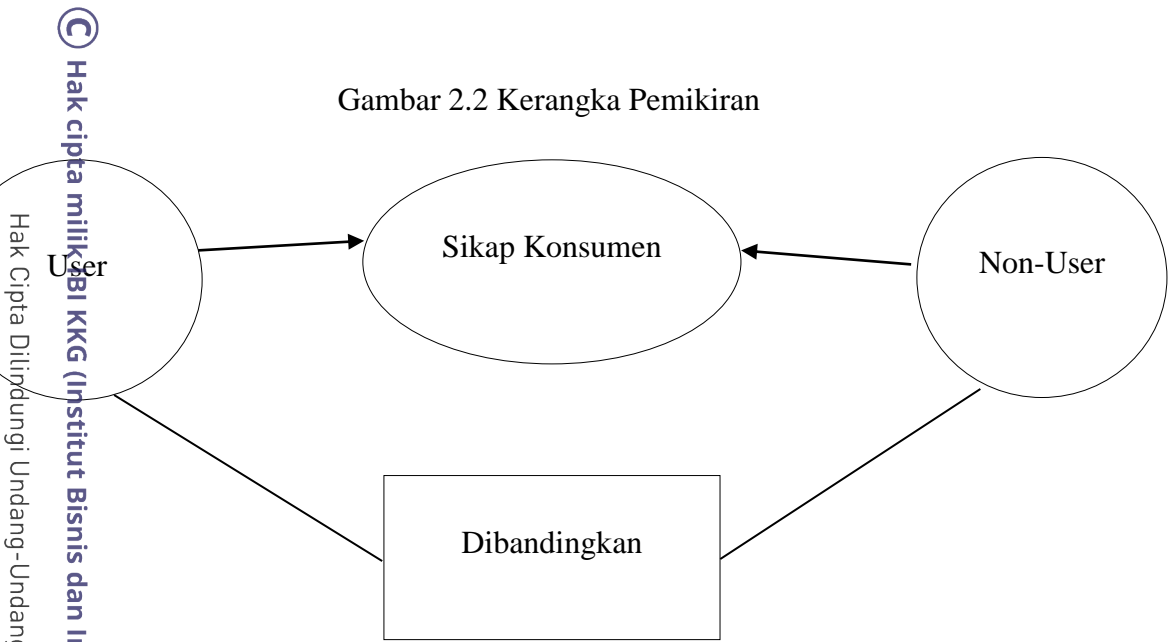 Gambar 2.2 Kerangka Pemikiran
User
Sikap Konsumen
Non-User
Dibandingkan
© Hak cipta milik IBI KKG (Institut Bisnis dan In
Hak Cipta Dilindungi Undang-Undang